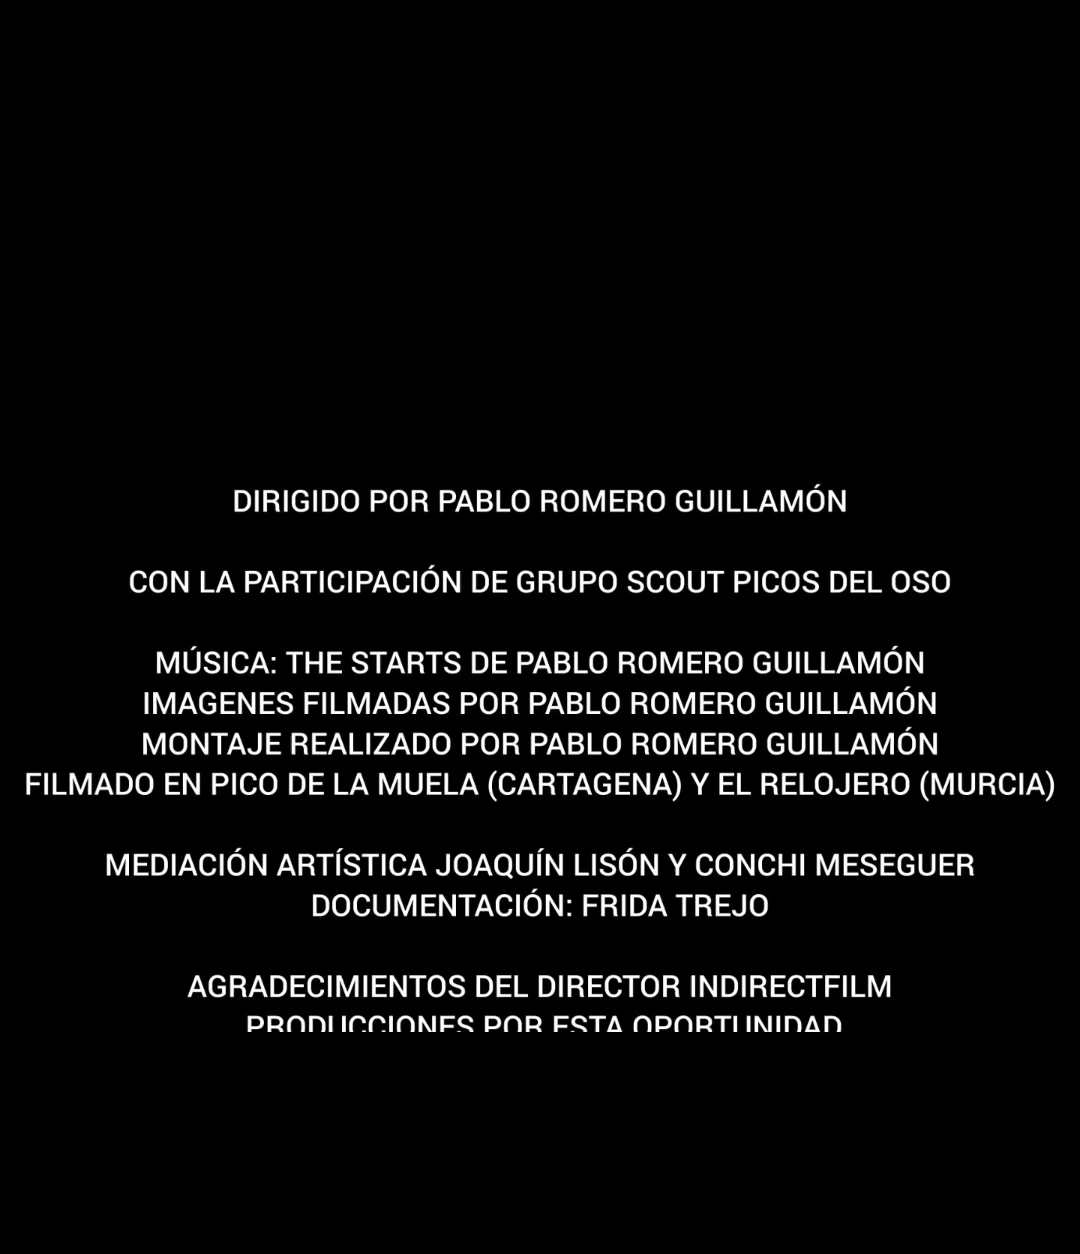 DIRIGIDO POR PABLO ROMERO GUILLAMÓN
CON LA PARTICIPACIÓN DE GRUPO SCOUT PICOS DEL OSO
MÚSICA: THE STARTS DE PABLO ROMERO GUILLAMÓN
IMAGENES FILMADAS POR PABLO ROMERO GUILLAMÓN
MONTAJE REALIZADO POR PABLO ROMERO GUILLAMÓN
FILMADO EN PICO DE LA MUELA (CARTAGENA) Y EL RELOJERO (MURCIA)
MEDIACIÓN ARTÍSTICA JOAQUÍN LISÓN Y CONCHI MESEGUER
DOCUMENTACIÓN: FRIDA TREJO
AGRADECIMIENTOS DEL DIRECTOR INDIRECTFILM
PRODUCCIONES POR ESTA OPORTUNIDAD